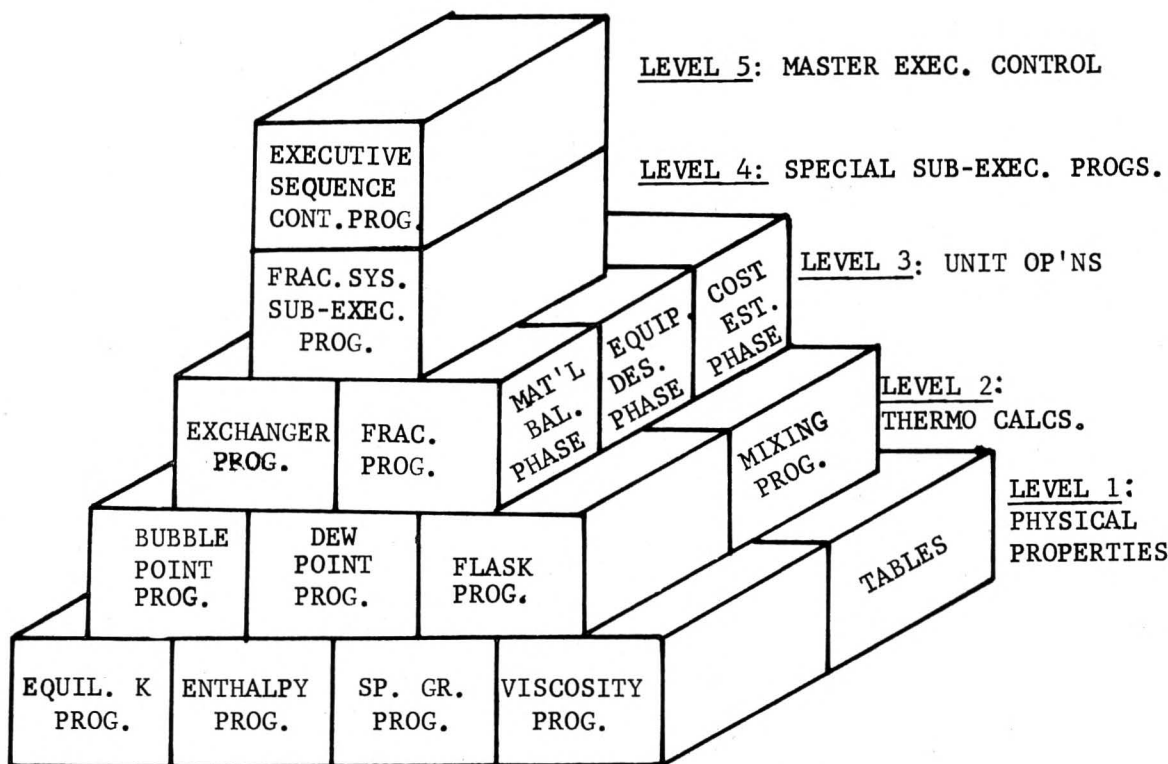 LEVEL 5: MASTER EXEC. CONTROL
EXECUTIVE
SEQUENCE
CONT.PROG.
LEVEL 4: SPECIAL SUB-EXEC. PROGS.
FRAC.SYS.
SUB-EXEC.
PROG.
LEVEL 3: UNIT OP'NS
EXCHANGER
PROG.
FRAC.
PROG.
MAT'L
BAL.
PHASE
EQUIP.
DES.
PHASE
COST
EST.
PHASE
LEVEL 2:
THERMO CALCS.
BUBBLE
POINT
PROG.
DEW
POINT
PROG.
FLASK
PROG.
MIXING
PROG.
LEVEL 1:
PHYSICAL
PROPERTIES
EQUIL. K
PROG.
ENTHALPY
PROG.
SP. GR.
PROG.
VISCOSITY
PROG.
TABLES